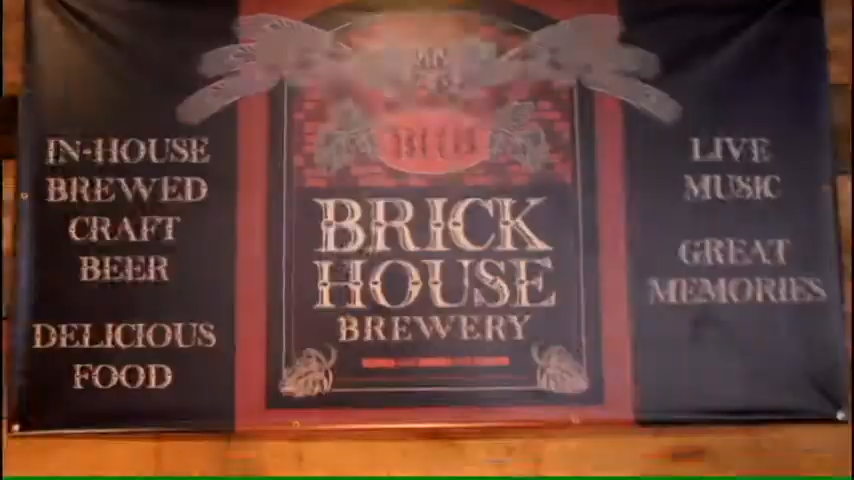 IN-HOUSE
BREWED
CRAFT
BEER
DELICIOUS
FOOD
BRICK
HOUSE
BREWERY
LIVE
MUSIC
GREAT
MEMORIES